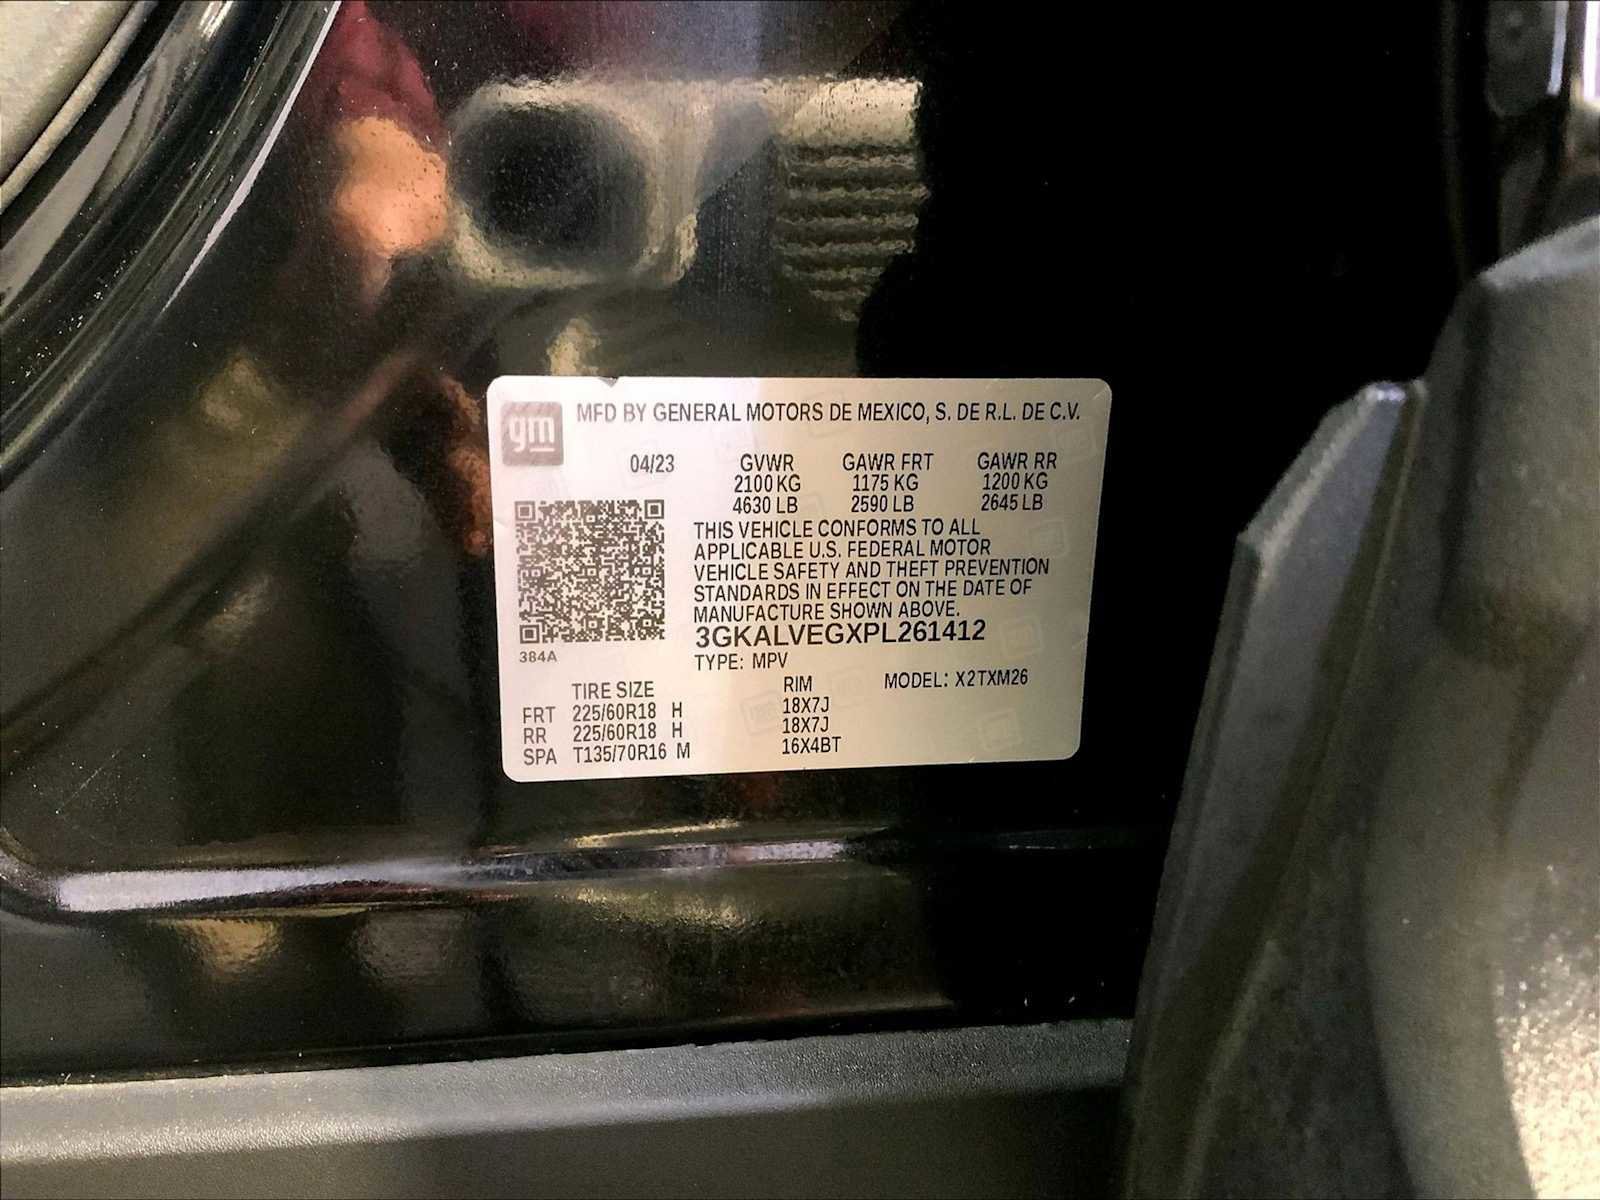 gm
MFD BY GENERAL MOTORS DE MEXICO, S. DE R.L. DE C.V.
04/23 GVWR GAWR FRT GAWR RR
2100 KG 1175 KG 1200 KG
4630 LB 2590 LB 2645 LB
THIS VEHICLE CONFORMS TO ALL
APPLICABLE U.S. FEDERAL MOTOR
VEHICLE SAFETY AND THEFT PREVENTION
STANDARDS IN EFFECT ON THE DATE OF
MANUFACTURE SHOWN ABOVE.
3GKALVEGXPL261412
384A
TYPE: MPV
TIRE SIZE RIM MODEL: X2TXM26
FRT 225/60R18 H 18X7J
RR 225/60R18 H 18X7J
SPA T135/70R16 M 16X4BT